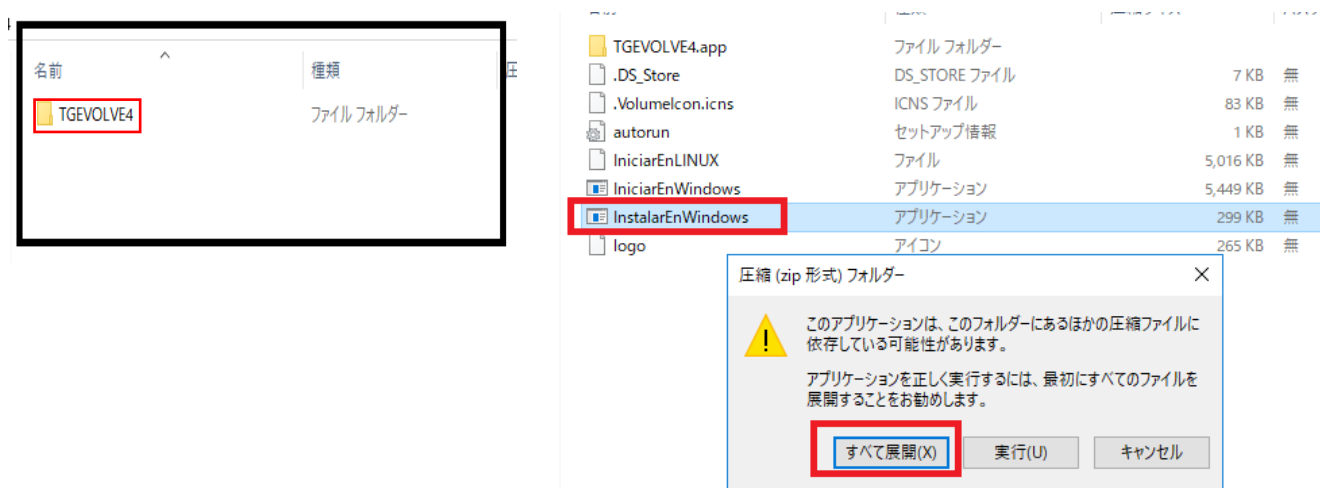 名前 種類 圧
TGEVOLVE4 ファイル フォルダー
TGEVOLVE4.app ファイル フォルダー
.DS_Store DS_STORE ファイル 7 KB 無
.VolumeIcon.icns ICNS ファイル 83 KB 無
autorun セットアップ情報 1 KB 無
IniciarEnLINUX ファイル 5,016 KB 無
IniciarEnWindows アプリケーション 5,449 KB 無
InstalarEnWindows アプリケーション 299 KB 無
logo アイコン 265 KB 無
圧縮 (zip 形式) フォルダー
このアプリケーションは、このフォルダーにあるほかの圧縮ファイルに
依存している可能性があります。
アプリケーションを正しく実行するには、最初にすべてのファイルを
展開することをお勧めします。
すべて展開(X) 実行(U) キャンセル